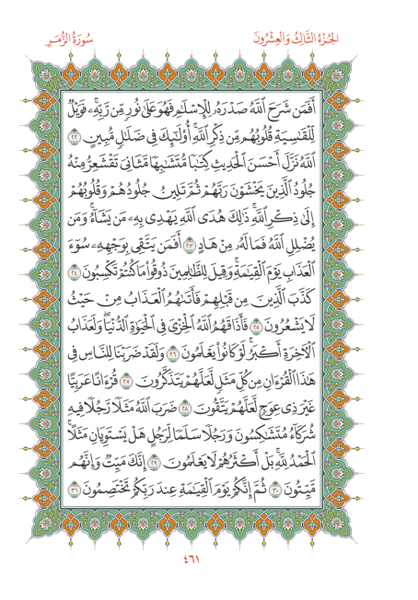 الجُزْءُ الثَّالِثُ وَالعِشْرُونَ
سُورَةُ الزُّمَرِ
أَفَمَن شَرَحَ ٱللَّهُ صَدْرَهُۥ لِلْإِسْلَٰمِ فَهُوَ عَلَىٰ نُورٍ مِّن رَّبِّهِۦ ۚ فَوَيْلٌ
لِّلْقَٰسِيَةِ قُلُوبُهُم مِّن ذِكْرِ ٱللَّهِ ۚ أُو۟لَٰٓئِكَ فِى ضَلَٰلٍ مُّبِينٍ ٢٢
ٱللَّهُ نَزَّلَ أَحْسَنَ ٱلْحَدِيثِ كِتَٰبًا مُّتَشَٰبِهًا مَّثَانِىَ تَقْشَعِرُّ مِنْهُ
جُلُودُ ٱلَّذِينَ يَخْشَوْنَ رَبَّهُمْ ثُمَّ تَلِينُ جُلُودُهُمْ وَقُلُوبُهُمْ
إِلَىٰ ذِكْرِ ٱللَّهِ ۚ ذَٰلِكَ هُدَى ٱللَّهِ يَهْدِى بِهِۦ مَن يَشَآءُ ۚ وَمَن
يُضْلِلِ ٱللَّهُ فَمَا لَهُۥ مِنْ هَادٍ ٢٣ أَفَمَن يَتَّقِى بِوَجْهِهِۦ سُوٓءَ
ٱلْعَذَابِ يَوْمَ ٱلْقِيَٰمَةِ ۚ وَقِيلَ لِلظَّٰلِمِينَ ذُوقُوا۟ مَا كُنتُمْ تَكْسِبُونَ ٢٤
كَذَّبَ ٱلَّذِينَ مِن قَبْلِهِمْ فَأَتَىٰهُمُ ٱلْعَذَابُ مِنْ حَيْثُ
لَا يَشْعُرُونَ ٢٥ فَأَذَاقَهُمُ ٱللَّهُ ٱلْخِزْىَ فِى ٱلْحَيَوٰةِ ٱلدُّنْيَا ۖ وَلَعَذَابُ
ٱلْءَاخِرَةِ أَكْبَرُ ۚ لَوْ كَانُوا۟ يَعْلَمُونَ ٢٦ وَلَقَدْ ضَرَبْنَا لِلنَّاسِ فِى
هَٰذَا ٱلْقُرْءَانِ مِن كُلِّ مَثَلٍ لَّعَلَّهُمْ يَتَذَكَّرُونَ ٢٧ قُرْءَانًا عَرَبِيًّا
غَيْرَ ذِى عِوَجٍ لَّعَلَّهُمْ يَتَّقُونَ ٢٨ ضَرَبَ ٱللَّهُ مَثَلًا رَّجُلًا فِيهِ
شُرَكَآءُ مُتَشَٰكِسُونَ وَرَجُلًا سَلَمًا لِّرَجُلٍ هَلْ يَسْتَوِيَانِ مَثَلًا ۚ
ٱلْحَمْدُ لِلَّهِ ۚ بَلْ أَكْثَرُهُمْ لَا يَعْلَمُونَ ٢٩ إِنَّكَ مَيِّتٌ وَإِنَّهُم
مَّيِّتُونَ ٣٠ ثُمَّ إِنَّكُمْ يَوْمَ ٱلْقِيَٰمَةِ عِندَ رَبِّكُمْ تَخْتَصِمُونَ ٣١
٤٦١